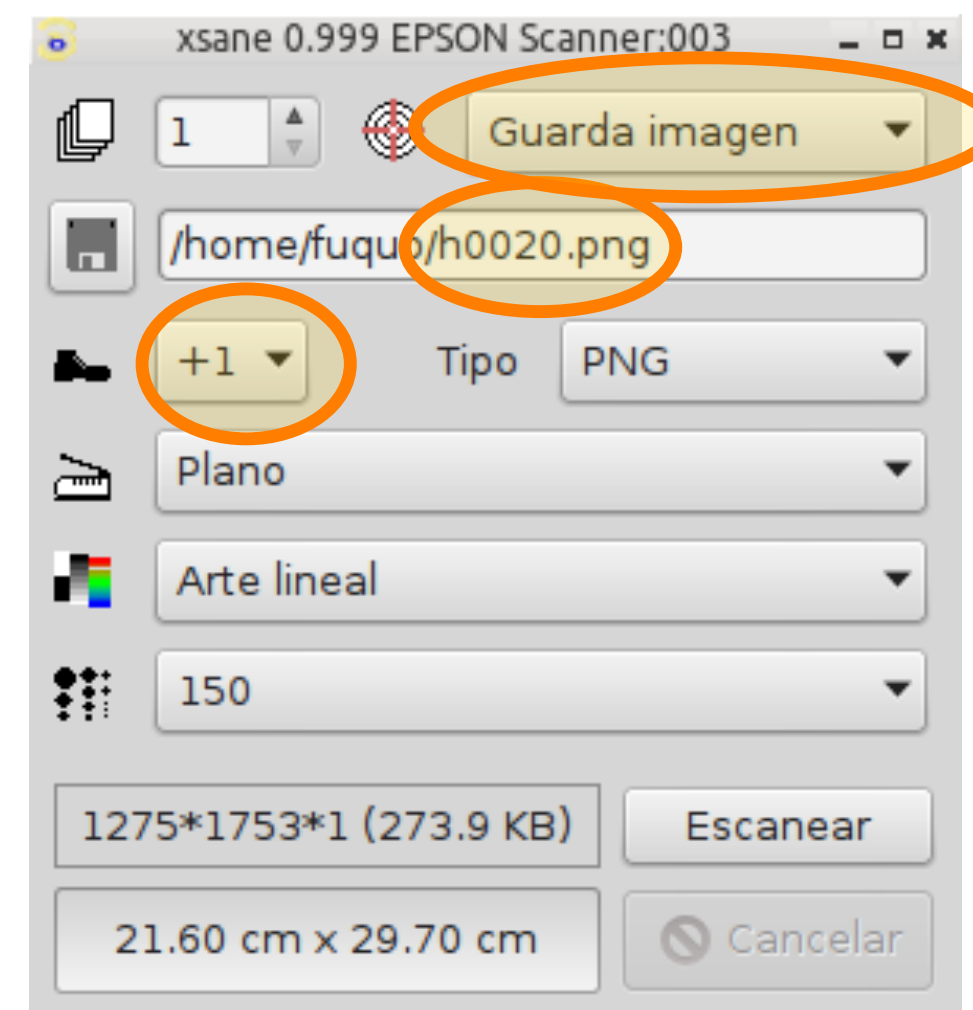 xsane 0.999 EPSON Scanner:003
1 Guarda imagen
/home/fuqub/h0020.png
+1 Tipo PNG
Plano
Arte lineal
150
1275*1753*1 (273.9 KB) Escanear
21.60 cm x 29.70 cm Cancelar